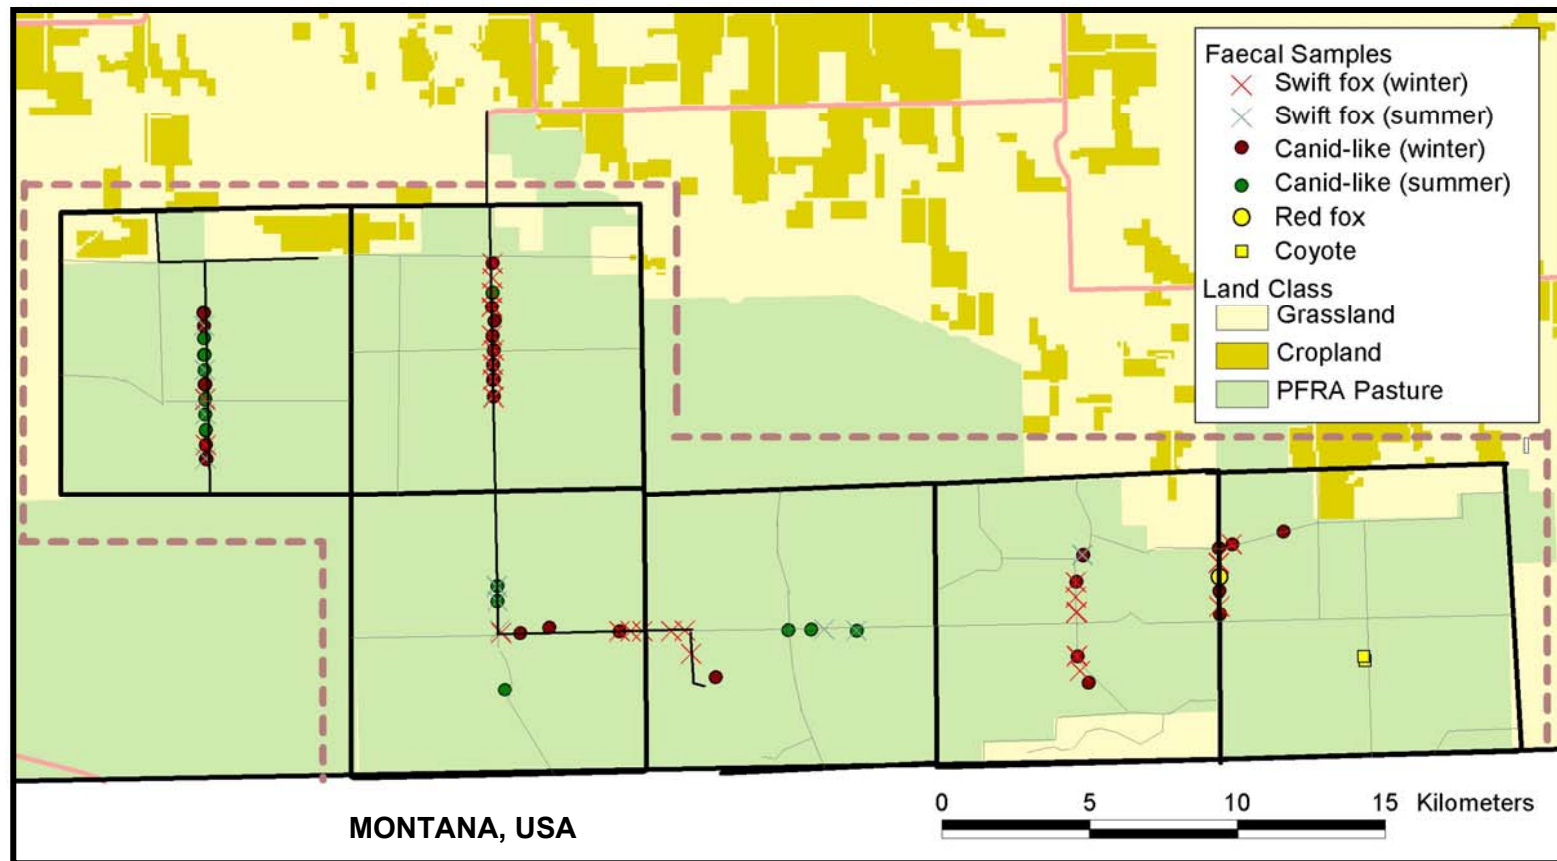 Faecal Samples
Swift fox (winter)
Swift fox (summer)
Canid-like (winter)
Canid-like (summer)
Red fox
Coyote
Land Class
Grassland
Cropland
PFRA Pasture
0 5 10 15 Kilometers
MONTANA, USA